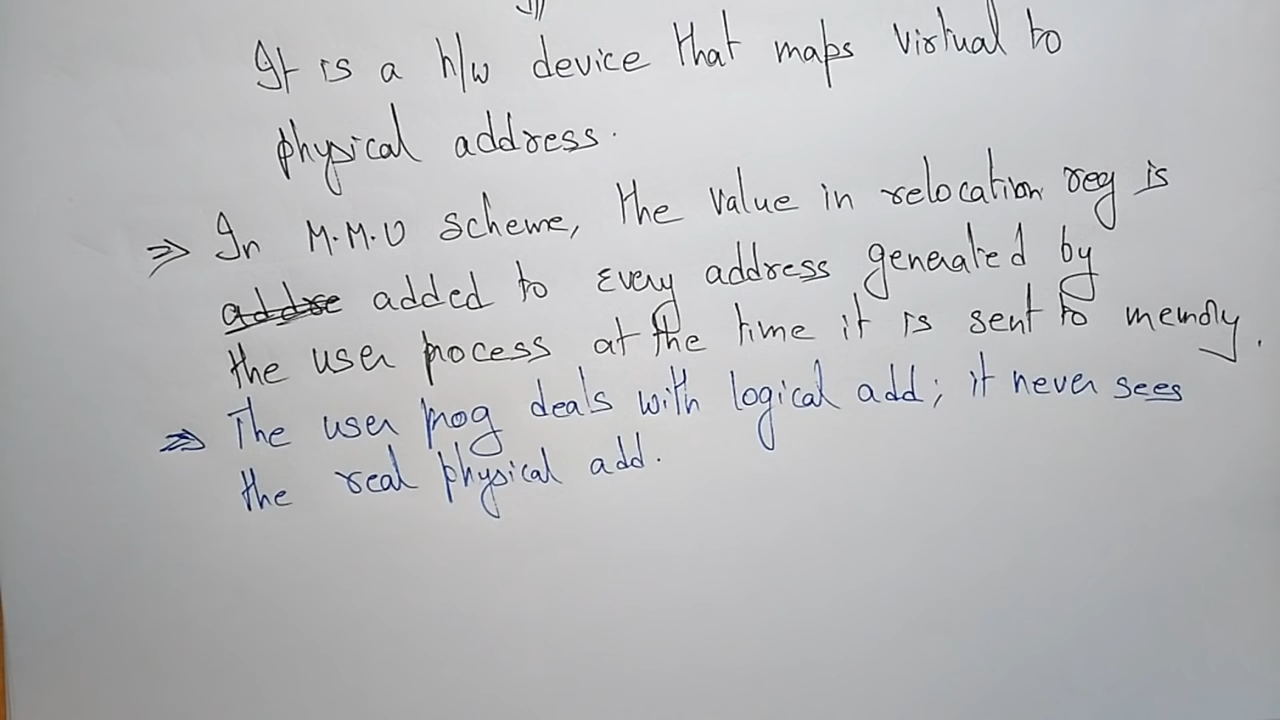 It is a h/w device that maps virtual to
physical address.
⇒ In M.M.U scheme, the value in relocation reg is
addre added to every address generated by
the user process at the time it is sent to memory.
⇒ The user prog deals with logical add; it never sees
the real physical add.